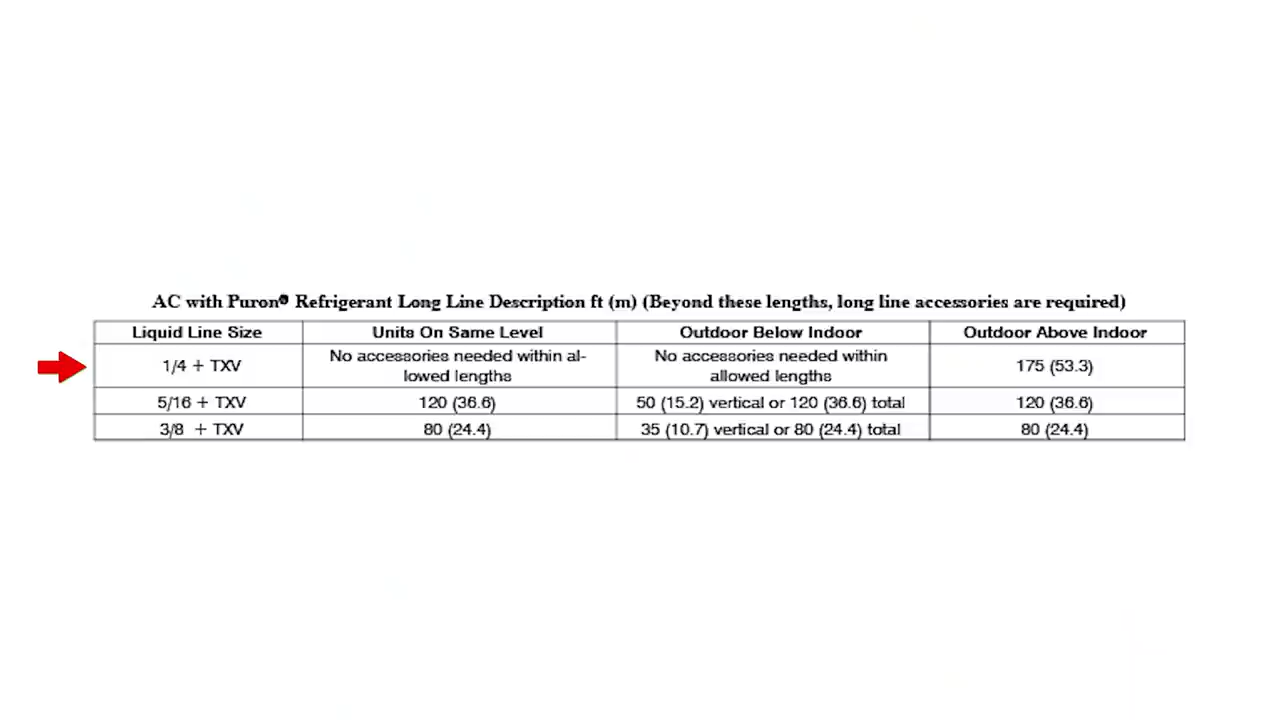 AC with Puron® Refrigerant Long Line Description ft (m) (Beyond these lengths, long line accessories are required)
Liquid Line Size Units On Same Level Outdoor Below Indoor Outdoor Above Indoor
1/4 + TXV No accessories needed within al- No accessories needed within 175 (53.3)
lowed lengths allowed lengths
5/16 + TXV 120 (36.6) 50 (15.2) vertical or 120 (36.6) total 120 (36.6)
3/8 + TXV 80 (24.4) 35 (10.7) vertical or 80 (24.4) total 80 (24.4)